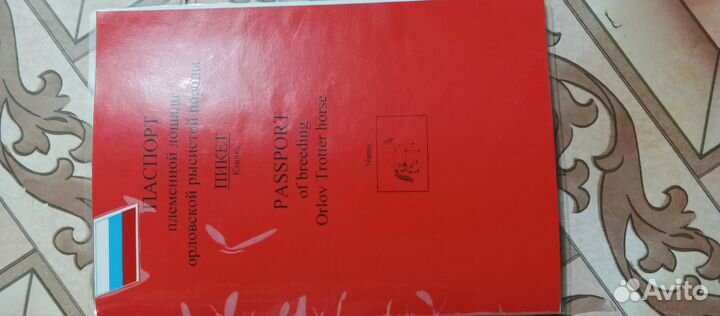 ПАСПОРТ
племенной лошади
орловской рысистой породы
ПИКЕТ
Кличка
PASSPORT
of breeding
Orlov Trotter horse
Name
Avito